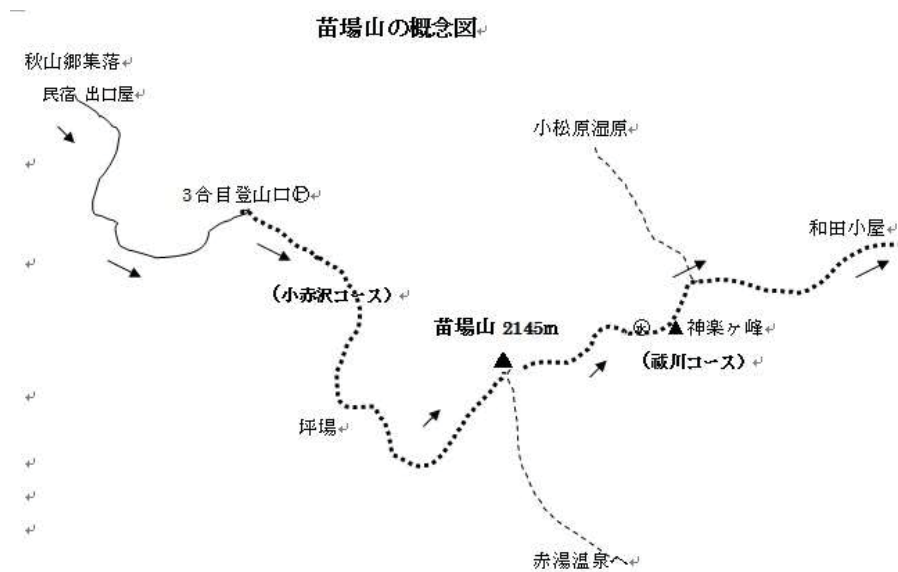 苗場山の概念図
秋山郷集落
民宿 出口屋
小松原湿原
3合目登山口Ⓟ
和田小屋
(小赤沢コース)
苗場山 2145m
㊌ 神楽ヶ峰
(祓川コース)
坪場
赤湯温泉へ